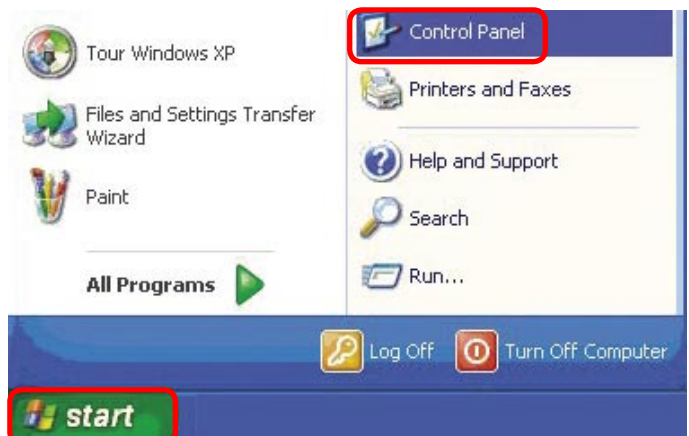 Tour Windows XP
Files and Settings Transfer
Wizard
Paint
All Programs
Control Panel
Printers and Faxes
Help and Support
Search
Run...
Log Off
Turn Off Computer
start